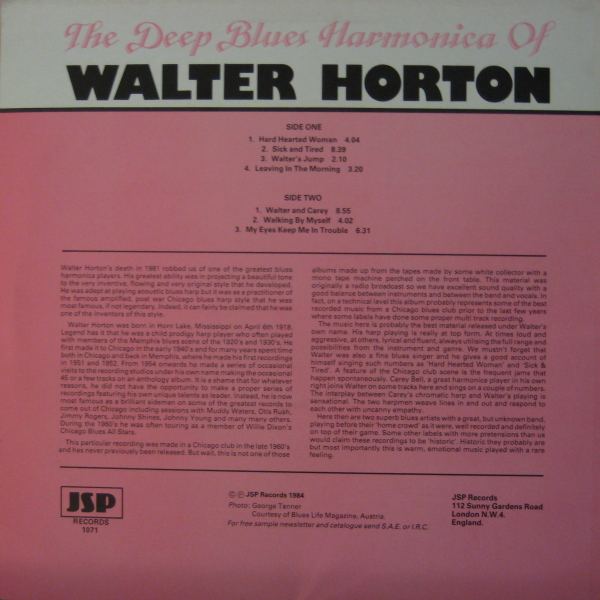 The Deep Blues Harmonica Of
WALTER HORTON
SIDE ONE
1. Hard Hearted Woman 4.04
2. Sick and Tired 8.39
3. Walter's Jump 2.10
4. Leaving In The Morning 3.20
SIDE TWO
1. Walter and Carey 8.55
2. Walking By Myself 4.02
3. My Eyes Keep Me In Trouble 6.31
Walter Horton's death in 1981 robbed us of one of the greatest blues
harmonica players. His greatest ability was in projecting a beautiful tone
to the very inventive, flowing and very original style that he developed.
He was adept at playing acoustic blues harp but it was as a practitioner of
the famous amplified, post war Chicago blues harp style that he was
most famous, if not legendary. Indeed, it can fairly be claimed that he was
one of the inventors of this style.
Walter Horton was born in Horn Lake, Mississippi on April 6th 1918.
Legend has it that he was a child prodigy harp player who often played
with members of the Memphis blues scene of the 1920's and 1930's. He
first made it to Chicago in the early 1940's and for many years spent time
both in Chicago and back in Memphis, where he made his first recordings
in 1951 and 1952. From 1954 onwards he made a series of occasional
visits to the recording studios under his own name making the occasional
45 or a few tracks on an anthology album. It is a shame that for whatever
reasons, he did not have the opportunity to make a proper series of
recordings featuring his own unique talents as leader. Instead, he is now
most famous as a brilliant sideman on some of the greatest records to
come out of Chicago including sessions with Muddy Waters, Otis Rush,
Jimmy Rogers, Johnny Shines, Johnny Young and many many others.
During the 1960's he was often touring as a member of Willie Dixon's
Chicago Blues All Stars.
This particular recording was made in a Chicago club in the late 1960's
and has never previously been released. But wait, this is not one of those
albums made up from the tapes made by some white collector with a
mono tape machine perched on the front table. This material was
originally a radio broadcast so we have excellent sound quality with a
good balance between instruments and between the band and vocals. In
fact, on a technical level this album probably represents some of the best
recorded music from a Chicago blues club prior to the last few years
where some labels have done some proper multi track recording.
The music here is probably the best material released under Walter's
own name. His harp playing is really at top form. At times loud and
aggressive, at others, lyrical and fluent, always utilising the full range and
possibilities from the instrument and genre. We mustn't forget that
Walter was also a fine blues singer and he gives a good account of
himself singing such numbers as 'Hard Hearted Woman' and 'Sick &
Tired'. A feature of the Chicago club scene is the frequent jams that
happen spontaneously. Carey Bell, a great harmonica player in his own
right joins Walter on some tracks here and sings on a couple of numbers.
The interplay between Carey's chromatic harp and Walter's playing is
sensational. The two harpmen weave lines in and out and respond to
each other with uncanny empathy.
Here then are two superb blues artists with a great, but unknown band,
playing before their 'home crowd' as it were, well recorded and definitely
on top of their game. Some other labels with more pretensions than us
would claim these recordings to be 'historic'. Historic they probably are
but most importantly this is warm, emotional music played with a rare
feeling.
JSP
RECORDS
1071
© ℗ JSP Records 1984
Photo: George Tanner
Courtesy of Blues Life Magazine, Austria.
For free sample newsletter and catalogue send S.A.E. or I.R.C.
JSP Records
112 Sunny Gardens Road
London N.W.4.
England.